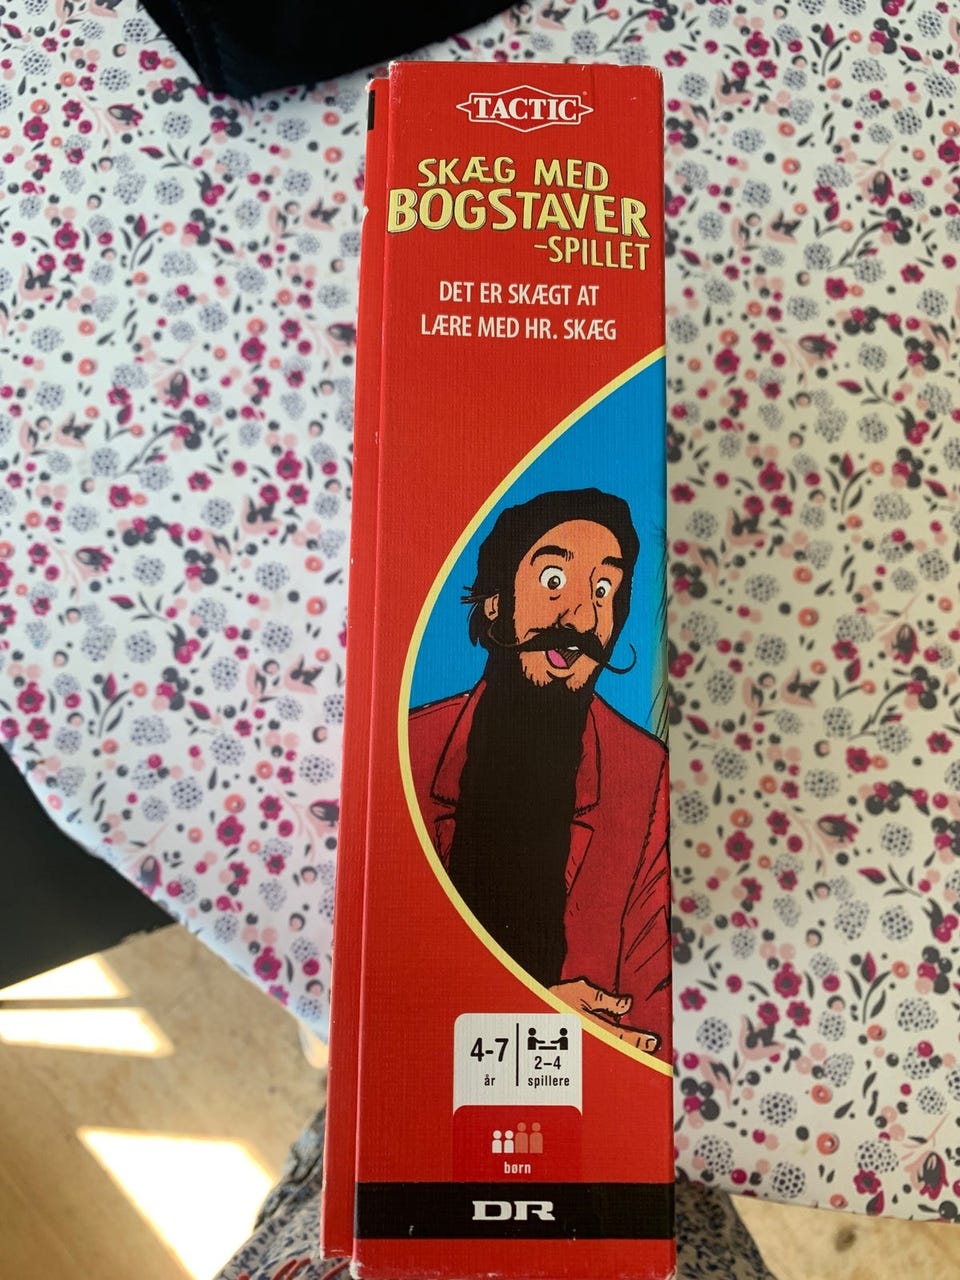 TACTIC
SKÆG MED
BOGSTAVER
-SPILLET
DET ER SKÆGT AT
LÆRE MED HR. SKÆG
4-7
år
2-4
spillere
børn
DR